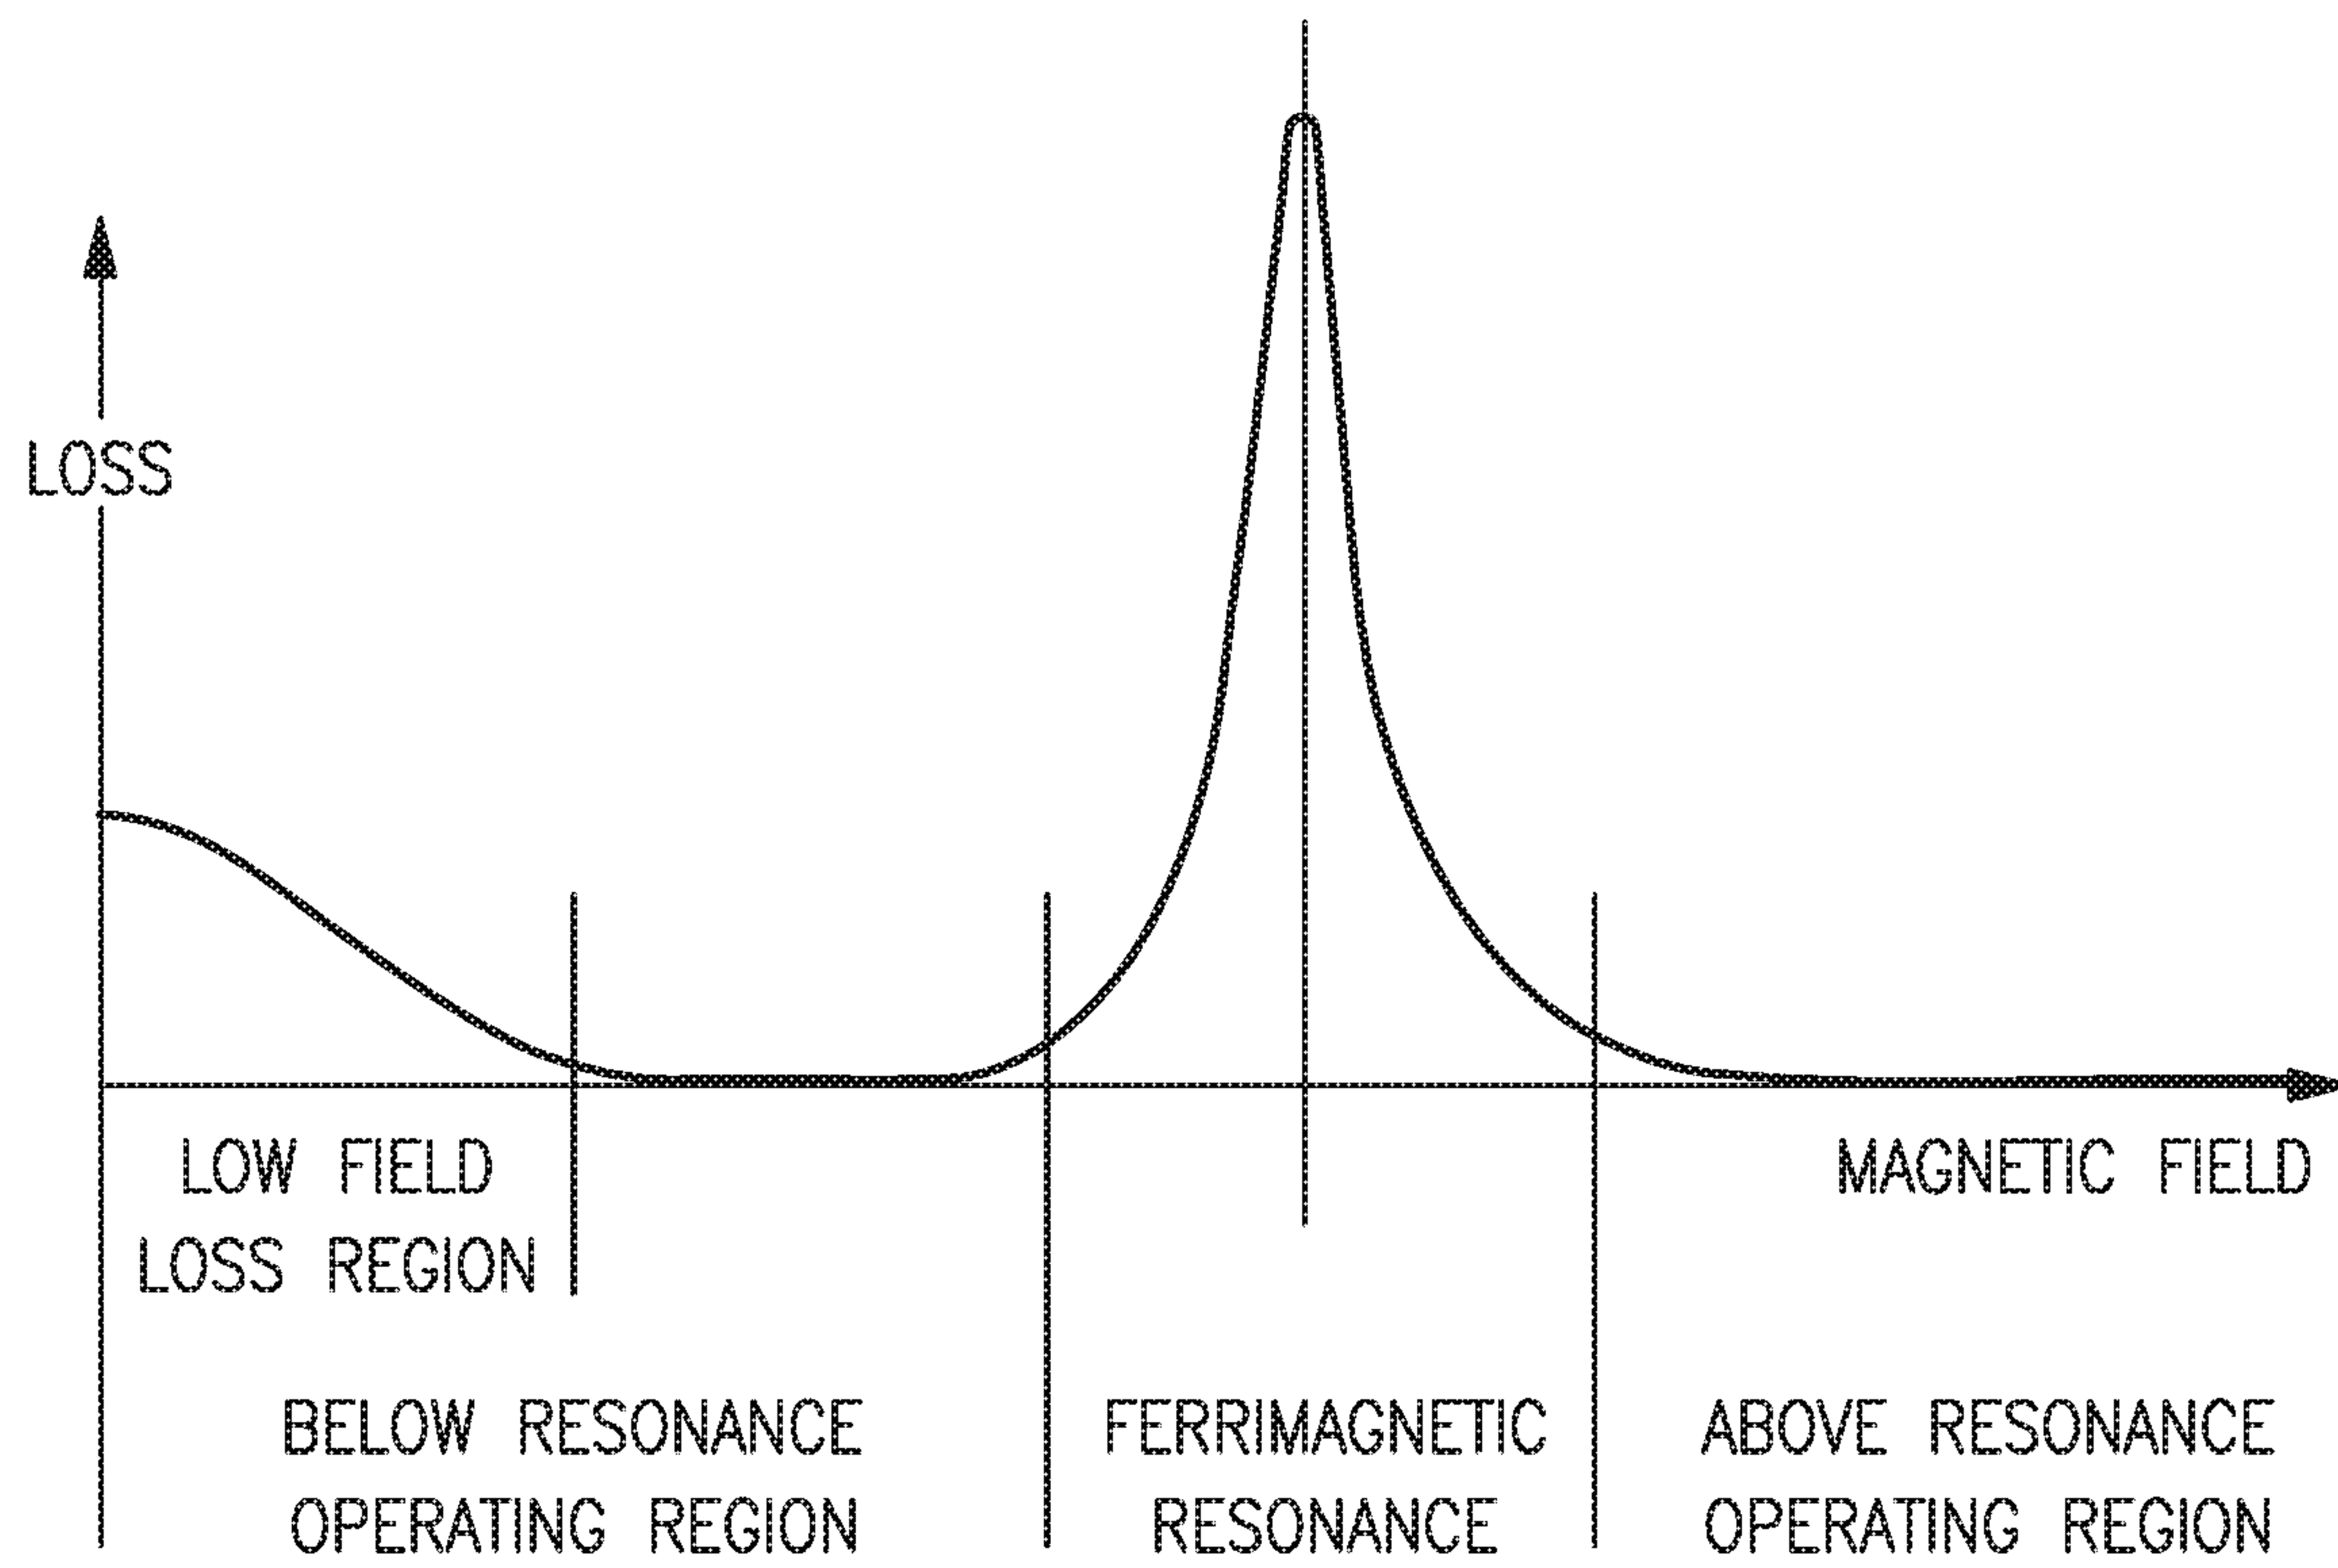 LOSS
LOW FIELD
LOSS REGION
MAGNETIC FIELD
BELOW RESONANCE
OPERATING REGION
FERRIMAGNETIC
RESONANCE
ABOVE RESONANCE
OPERATING REGION